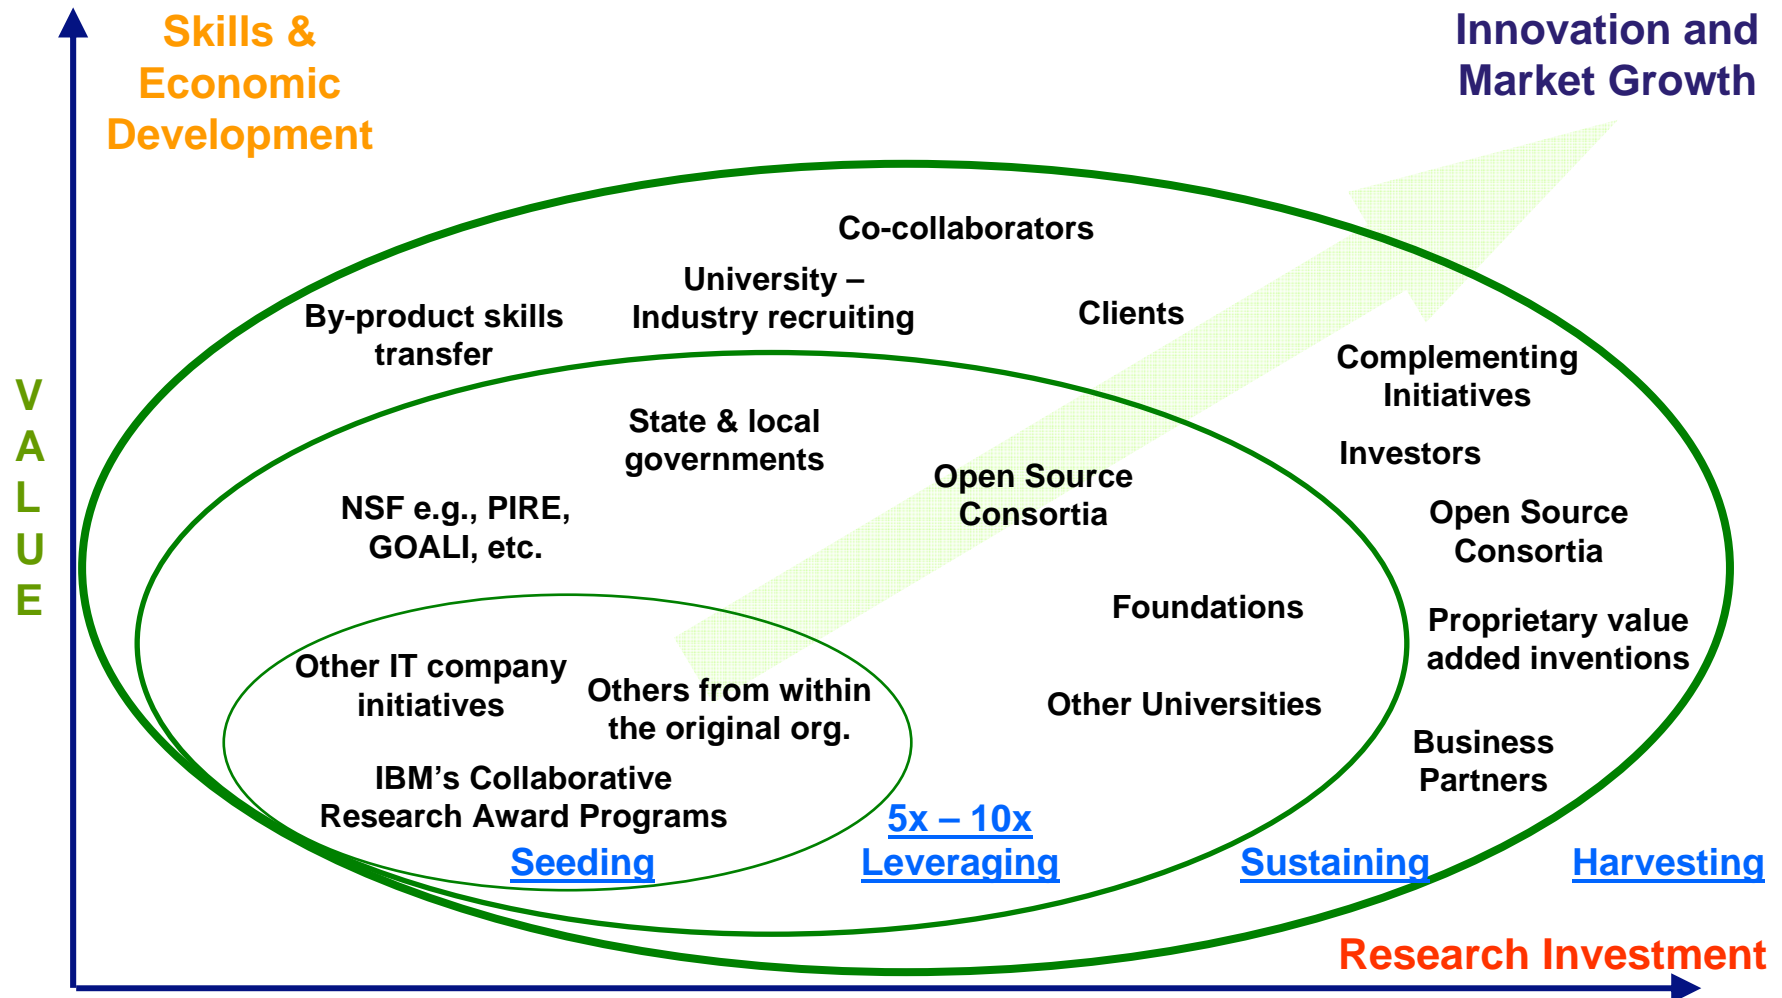 Skills &
Economic
Development
Innovation and
Market Growth
Co-collaborators
University –
Industry recruiting
By-product skills
transfer
Clients
Complementing
Initiatives
V
A
L
U
E
State & local
governments
Investors
Open Source
Consortia
NSF e.g., PIRE,
GOALI, etc.
Open Source
Consortia
Foundations
Proprietary value
added inventions
Other IT company
initiatives
Others from within
the original org.
Other Universities
Business
Partners
IBM’s Collaborative
Research Award Programs
5x – 10x
Seeding
Leveraging
Sustaining
Harvesting
Research Investment